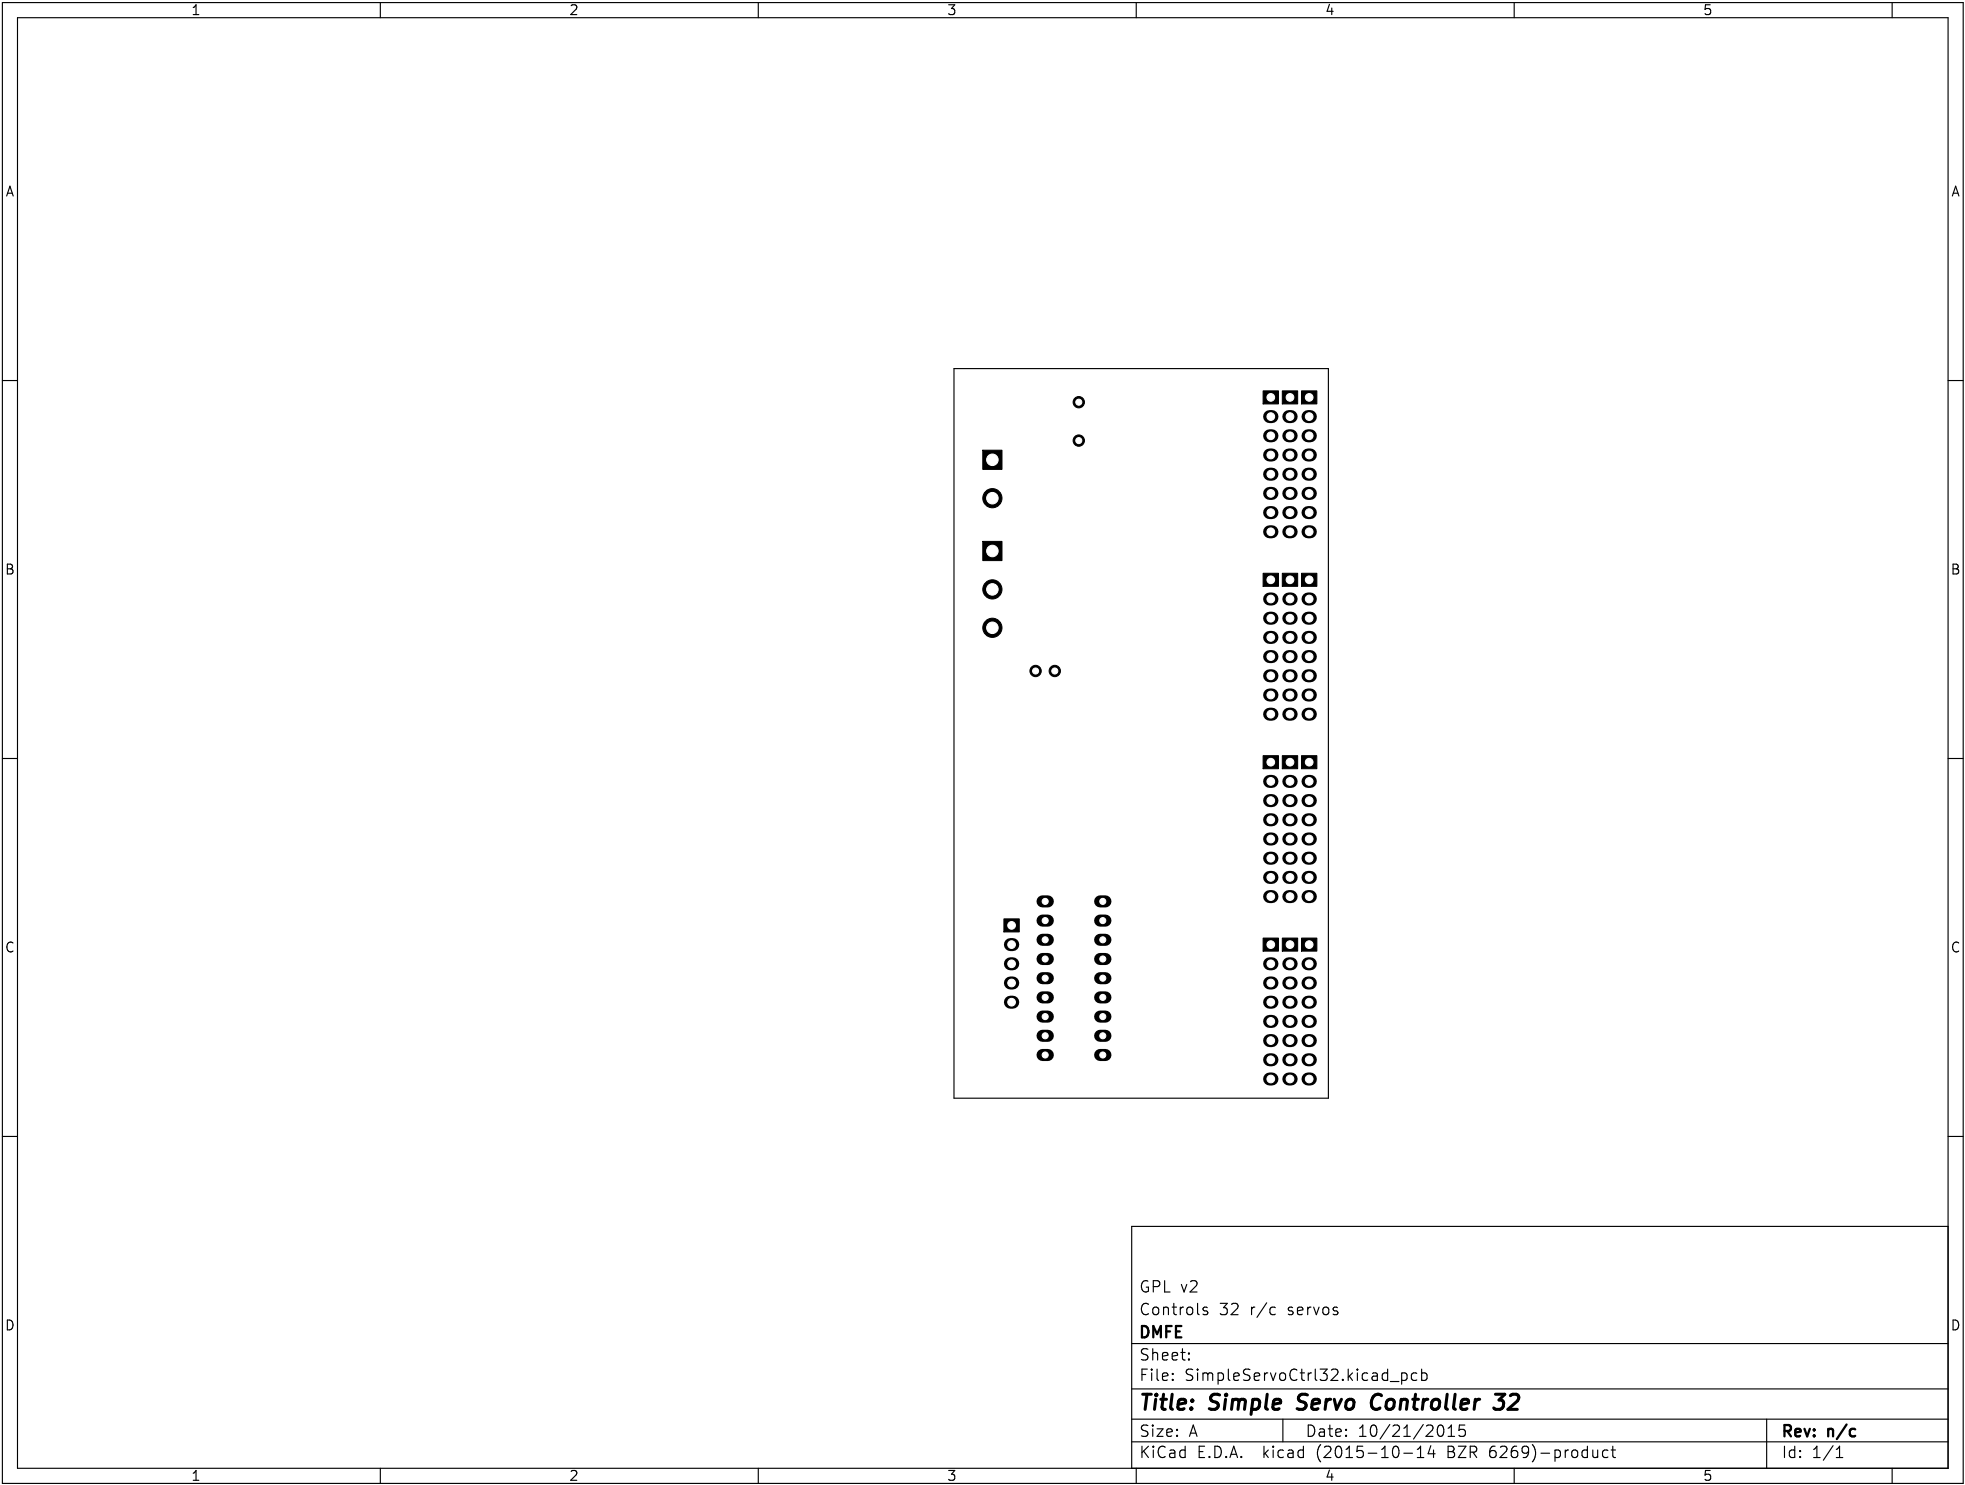 1 2 3 4 5
A A
B B
C C
D D
GPL v2
Controls 32 r/c servos
DMFE
Sheet:
File: SimpleServoCtrl32.kicad_pcb
Title: Simple Servo Controller 32
Size: A Date: 10/21/2015 Rev: n/c
KiCad E.D.A. kicad (2015-10-14 BZR 6269)-product Id: 1/1
1 2 3 4 5